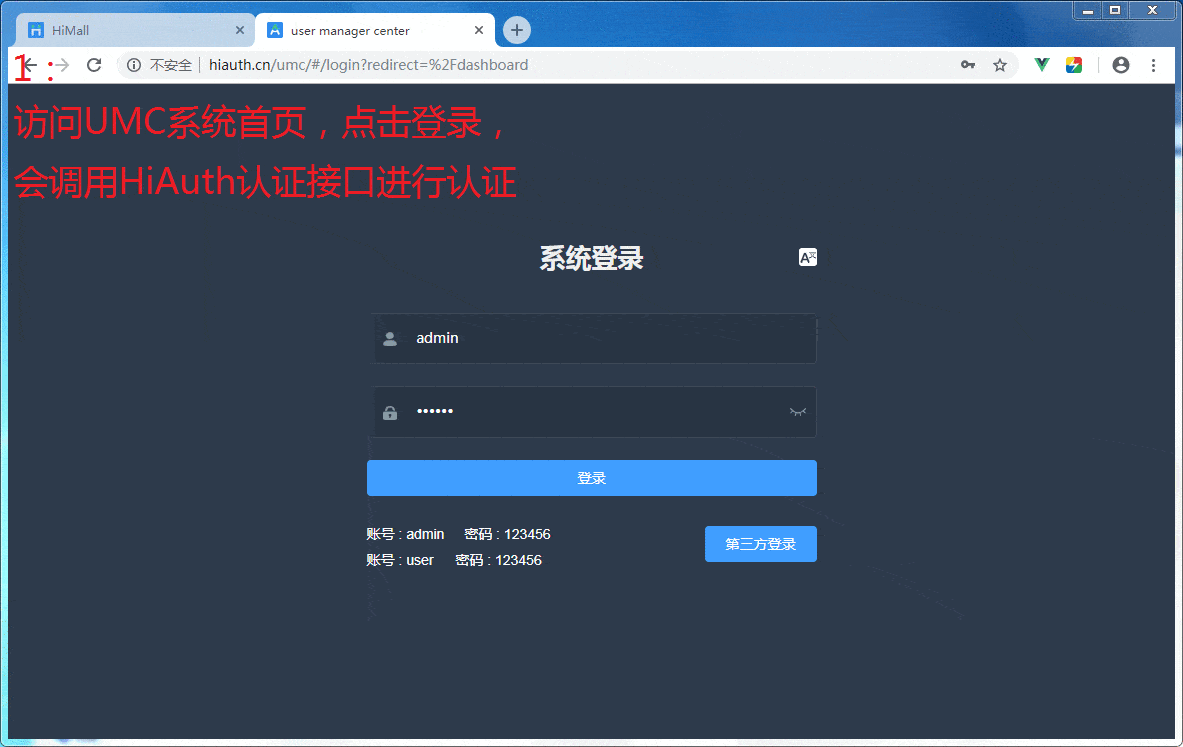 HiMall
user manager center
1：
不安全 hiauth.cn/umc/#/login?redirect=%2Fdashboard
访问UMC系统首页，点击登录，
会调用HiAuth认证接口进行认证
系统登录
admin
••••••
登录
账号 : admin 密码 : 123456
账号 : user 密码 : 123456
第三方登录